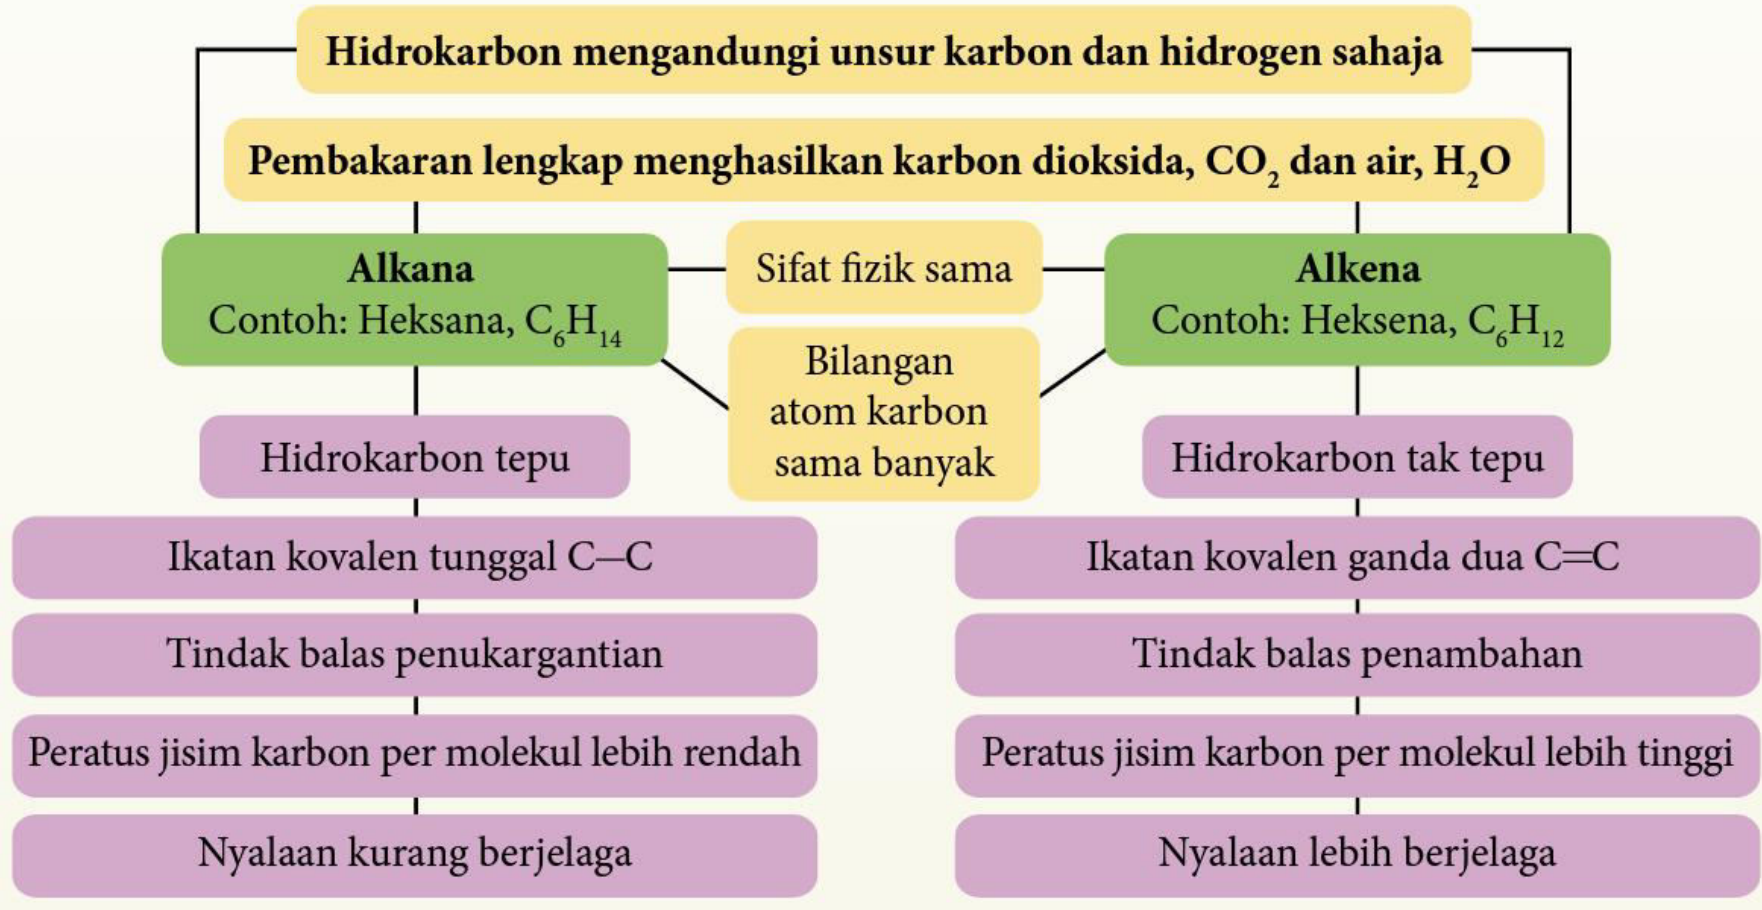 Hidrokarbon mengandungi unsur karbon dan hidrogen sahaja
Pembakaran lengkap menghasilkan karbon dioksida, CO₂ dan air, H₂O
Alkana
Contoh: Heksana, C₆H₁₄
Sifat fizik sama
Alkena
Contoh: Heksena, C₆H₁₂
Bilangan
atom karbon
sama banyak
Hidrokarbon tepu
Ikatan kovalen tunggal C—C
Tindak balas penukargantian
Peratus jisim karbon per molekul lebih rendah
Nyalaan kurang berjelaga
Hidrokarbon tak tepu
Ikatan kovalen ganda dua C=C
Tindak balas penambahan
Peratus jisim karbon per molekul lebih tinggi
Nyalaan lebih berjelaga